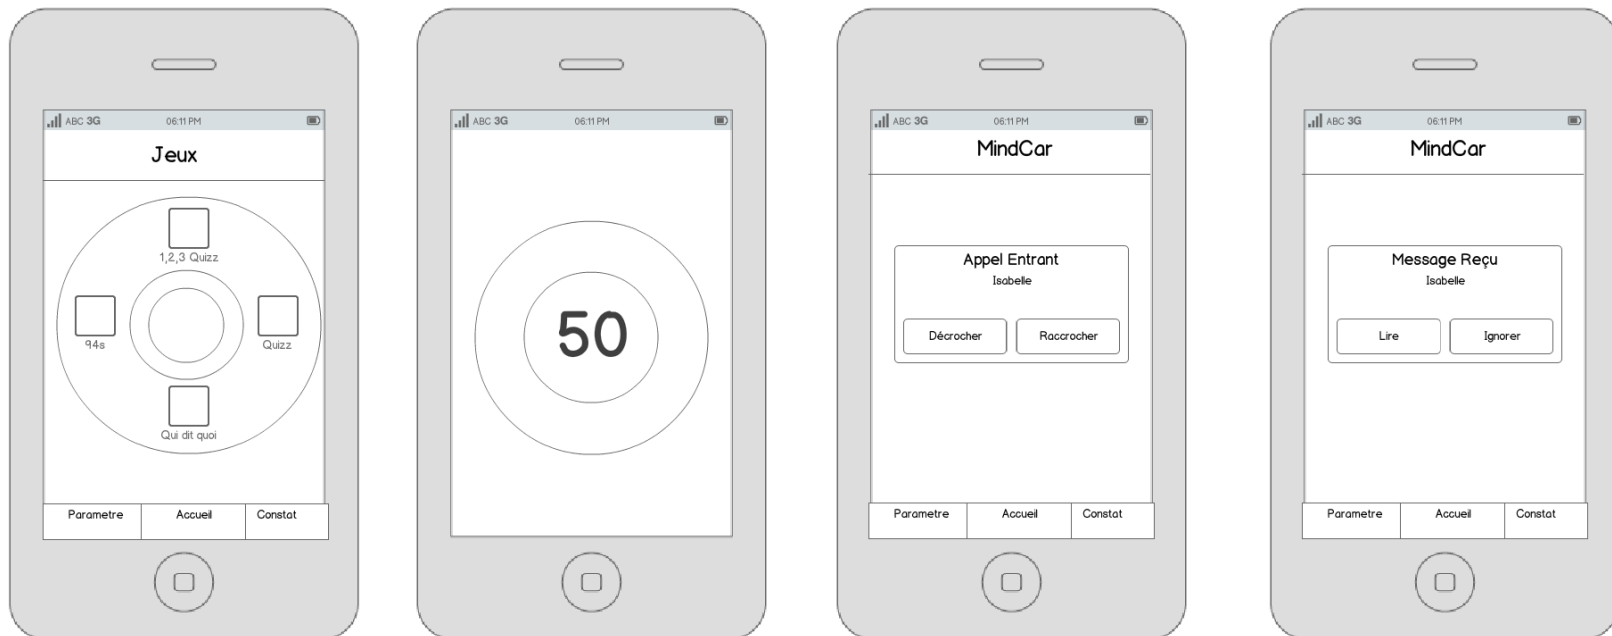 ABC 3G 06:11 PM
Jeux
1,2,3 Quizz
94s
Quizz
Qui dit quoi
Parametre Accueil Constat
ABC 3G 06:11 PM
50
ABC 3G 06:11 PM
MindCar
Appel Entrant
Isabelle
Décrocher Raccrocher
Parametre Accueil Constat
ABC 3G 06:11 PM
MindCar
Message Reçu
Isabelle
Lire Ignorer
Parametre Accueil Constat